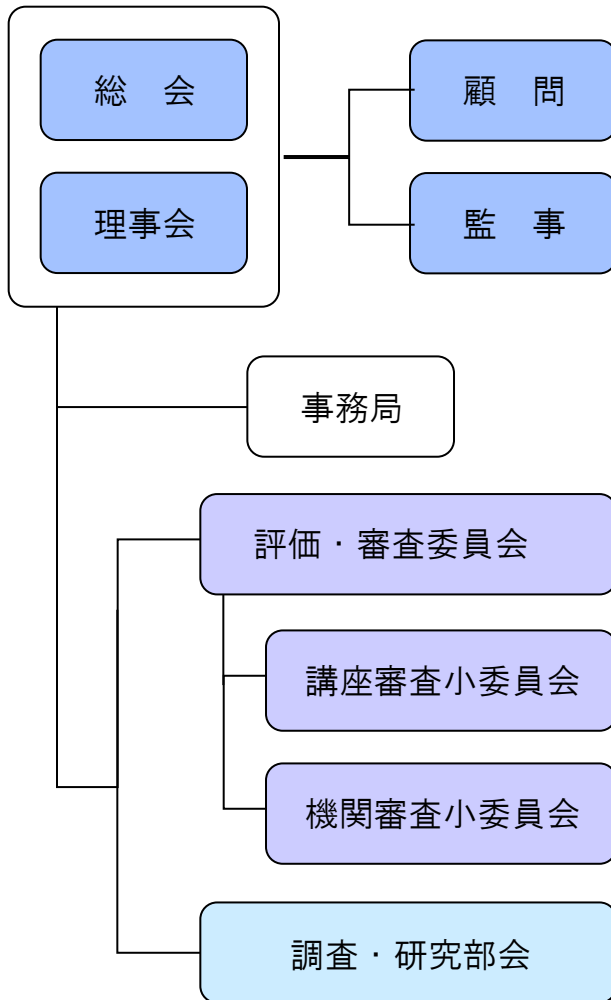 総　会
顧　問
理事会
監　事
事務局
評価・審査委員会
講座審査小委員会
機関審査小委員会
調査・研究部会